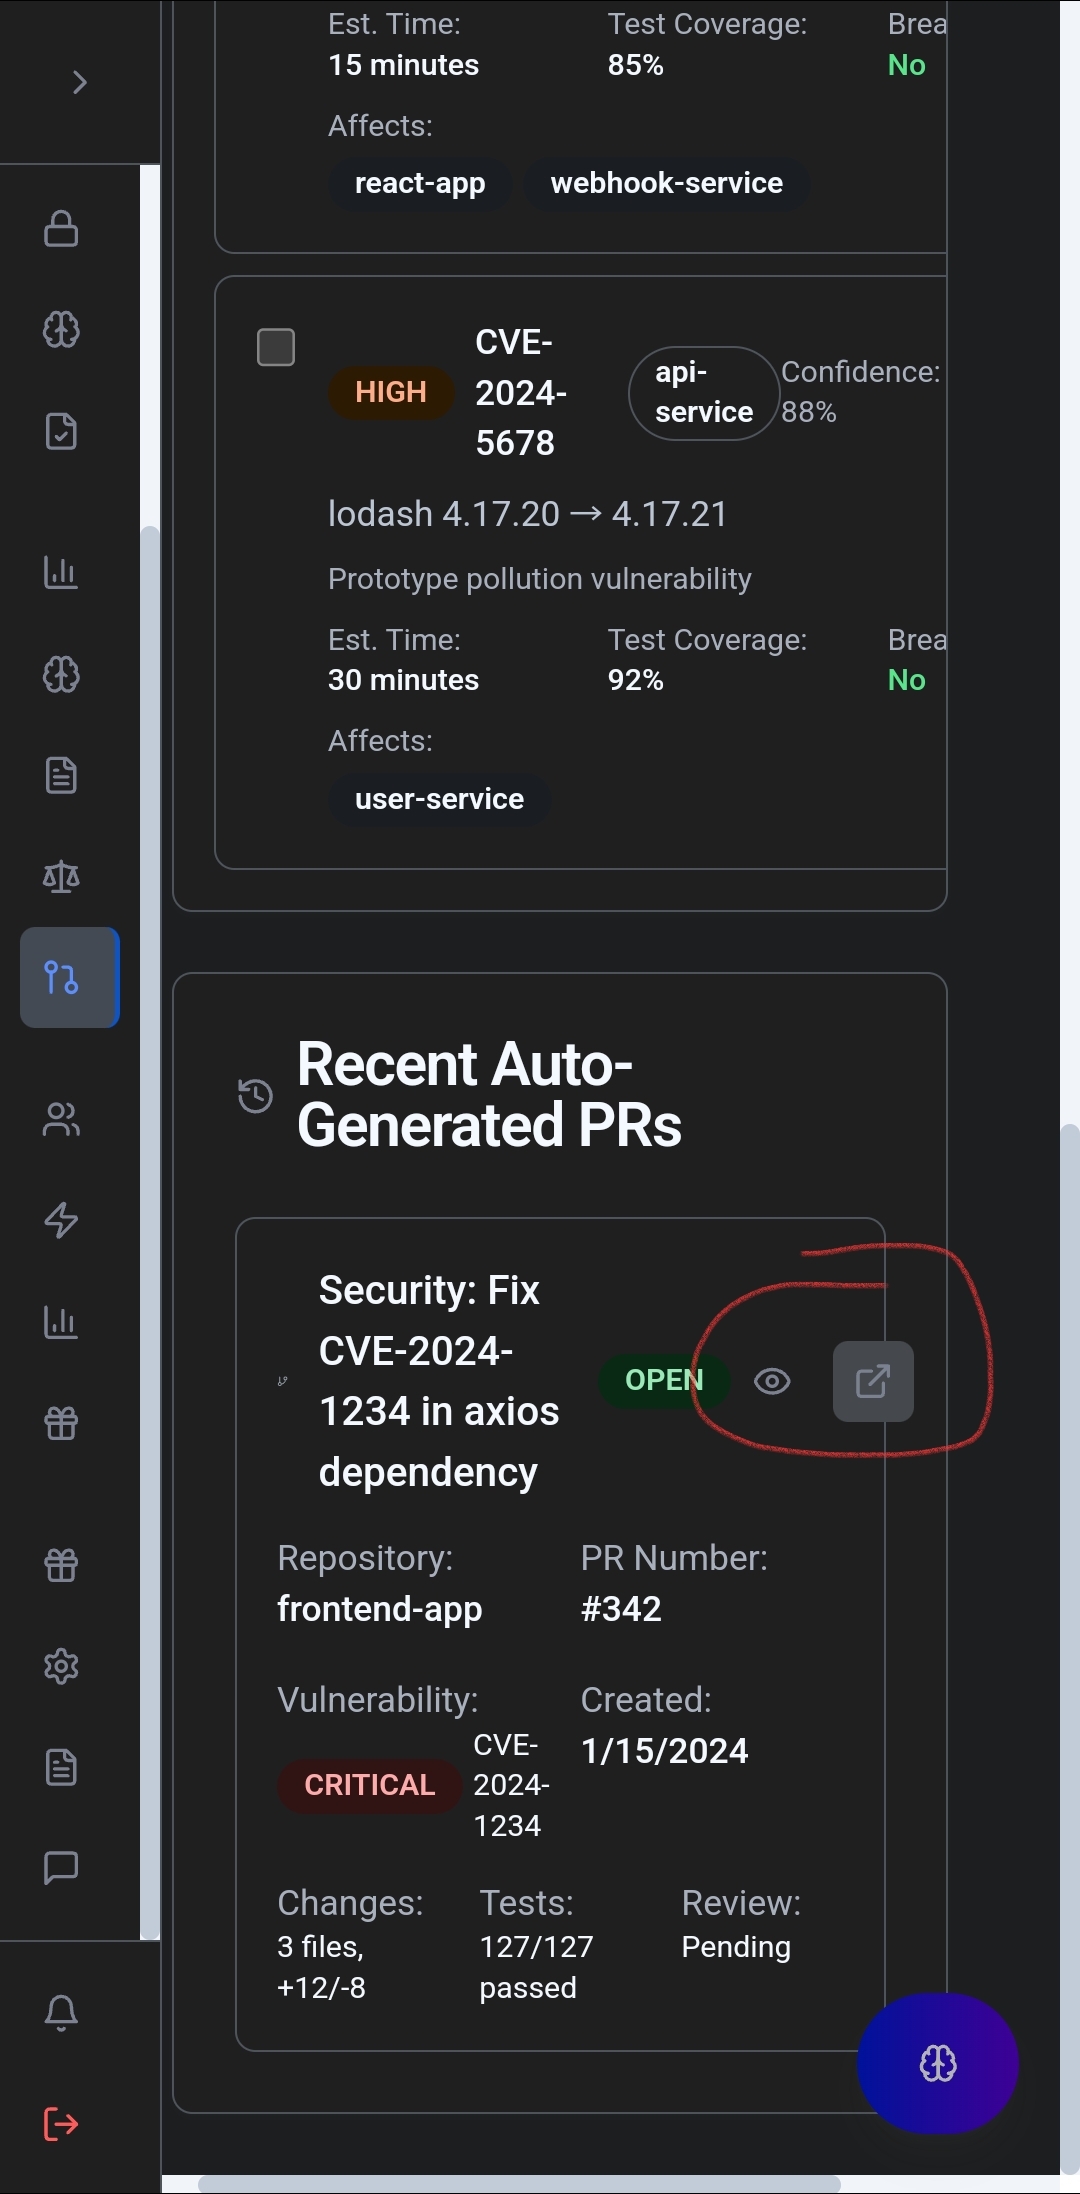 Est. Time: Test Coverage: Brea
15 minutes 85% No
Affects:
react-app webhook-service
HIGH
CVE-
2024-
5678
api-
service
Confidence:
88%
lodash 4.17.20 → 4.17.21
Prototype pollution vulnerability
Est. Time: Test Coverage: Brea
30 minutes 92% No
Affects:
user-service
Recent Auto-
Generated PRs
Security: Fix
CVE-2024-
1234 in axios
dependency
OPEN
Repository: PR Number:
frontend-app #342
Vulnerability: Created:
CRITICAL
CVE-
2024-
1234
1/15/2024
Changes: Tests: Review:
3 files, 127/127 Pending
+12/-8 passed